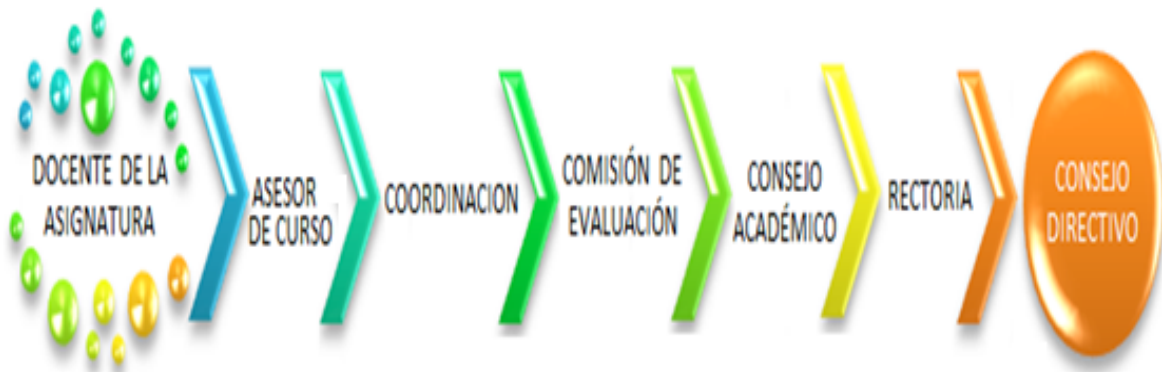 DOCENTE DE LA
ASIGNATURA
ASESOR
DE CURSO
COORDINACION
COMISIÓN DE
EVALUACIÓN
CONSEJO
ACADÉMICO
RECTORIA
CONSEJO
DIRECTIVO